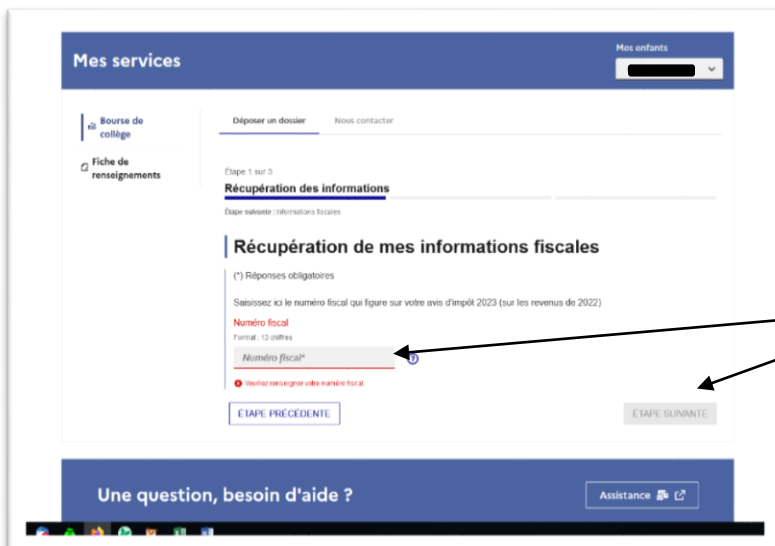 Mes services
Mes enfants
Bourse de
collège
Fiche de
renseignements
Déposer un dossier
Nous contacter
Étape 1 sur 3
Récupération des informations
Étape suivante : Informations fiscales
Récupération de mes informations fiscales
(*) Réponses obligatoires
Saisissez ici le numéro fiscal qui figure sur votre avis d'impôt 2023 (sur les revenus de 2022)
Numéro fiscal
Format : 13 chiffres
Numéro fiscal*
Veuillez renseigner votre numéro fiscal.
ÉTAPE PRÉCÉDENTE
ÉTAPE SUIVANTE
Une question, besoin d'aide ?
Assistance